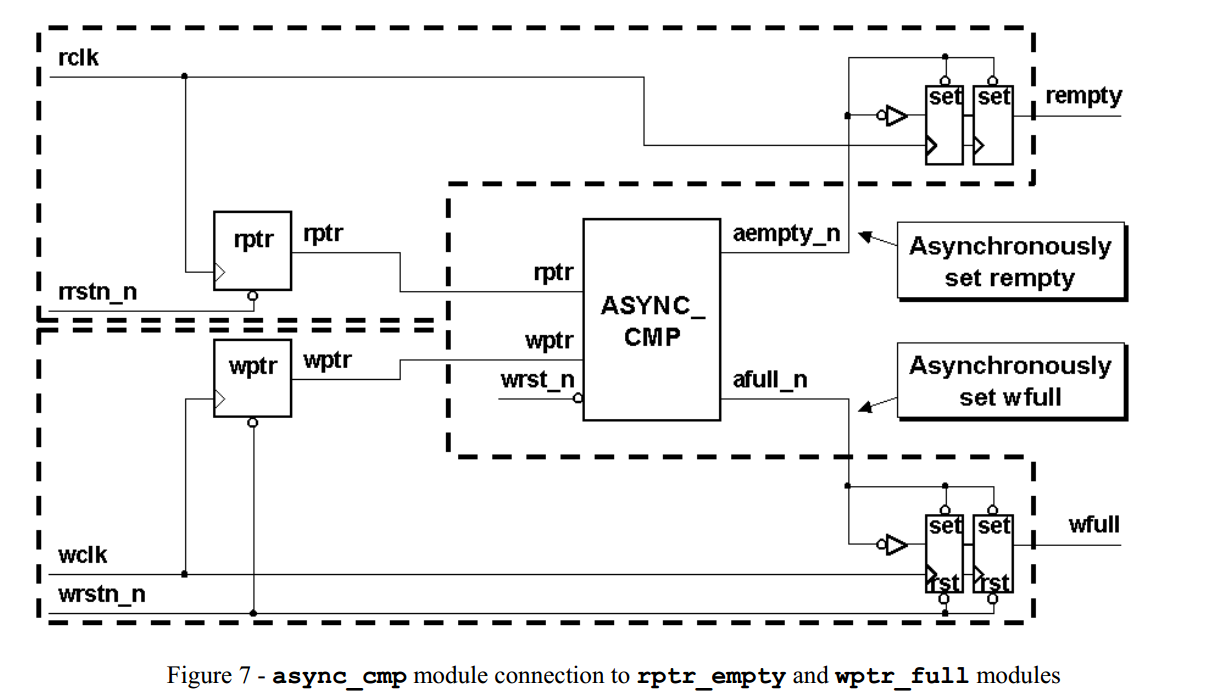 rclk
set set
rempty
rptr
rptr
aempty_n
Asynchronously
set rempty
rptr
rrstn_n
ASYNC_
CMP
wptr
wptr
wptr
wrst_n
afull_n
Asynchronously
set wfull
set set
wfull
wclk
rst rst
wrstn_n
Figure 7 - async_cmp module connection to rptr_empty and wptr_full modules